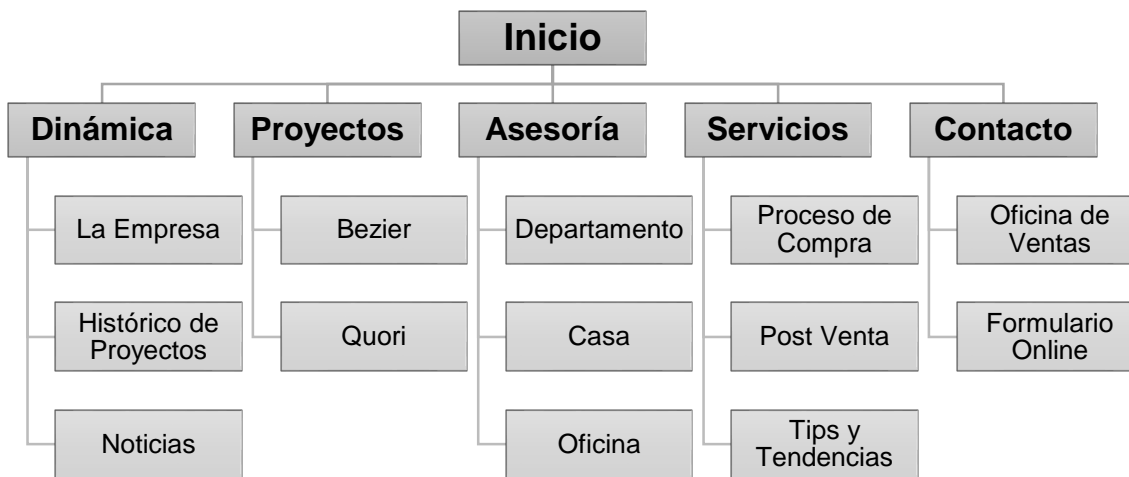 Inicio
Dinámica
Proyectos
Asesoría
Servicios
Contacto
La Empresa
Histórico de
Proyectos
Noticias
Bezier
Quori
Departamento
Casa
Oficina
Proceso de
Compra
Post Venta
Tips y
Tendencias
Oficina de
Ventas
Formulario
Online